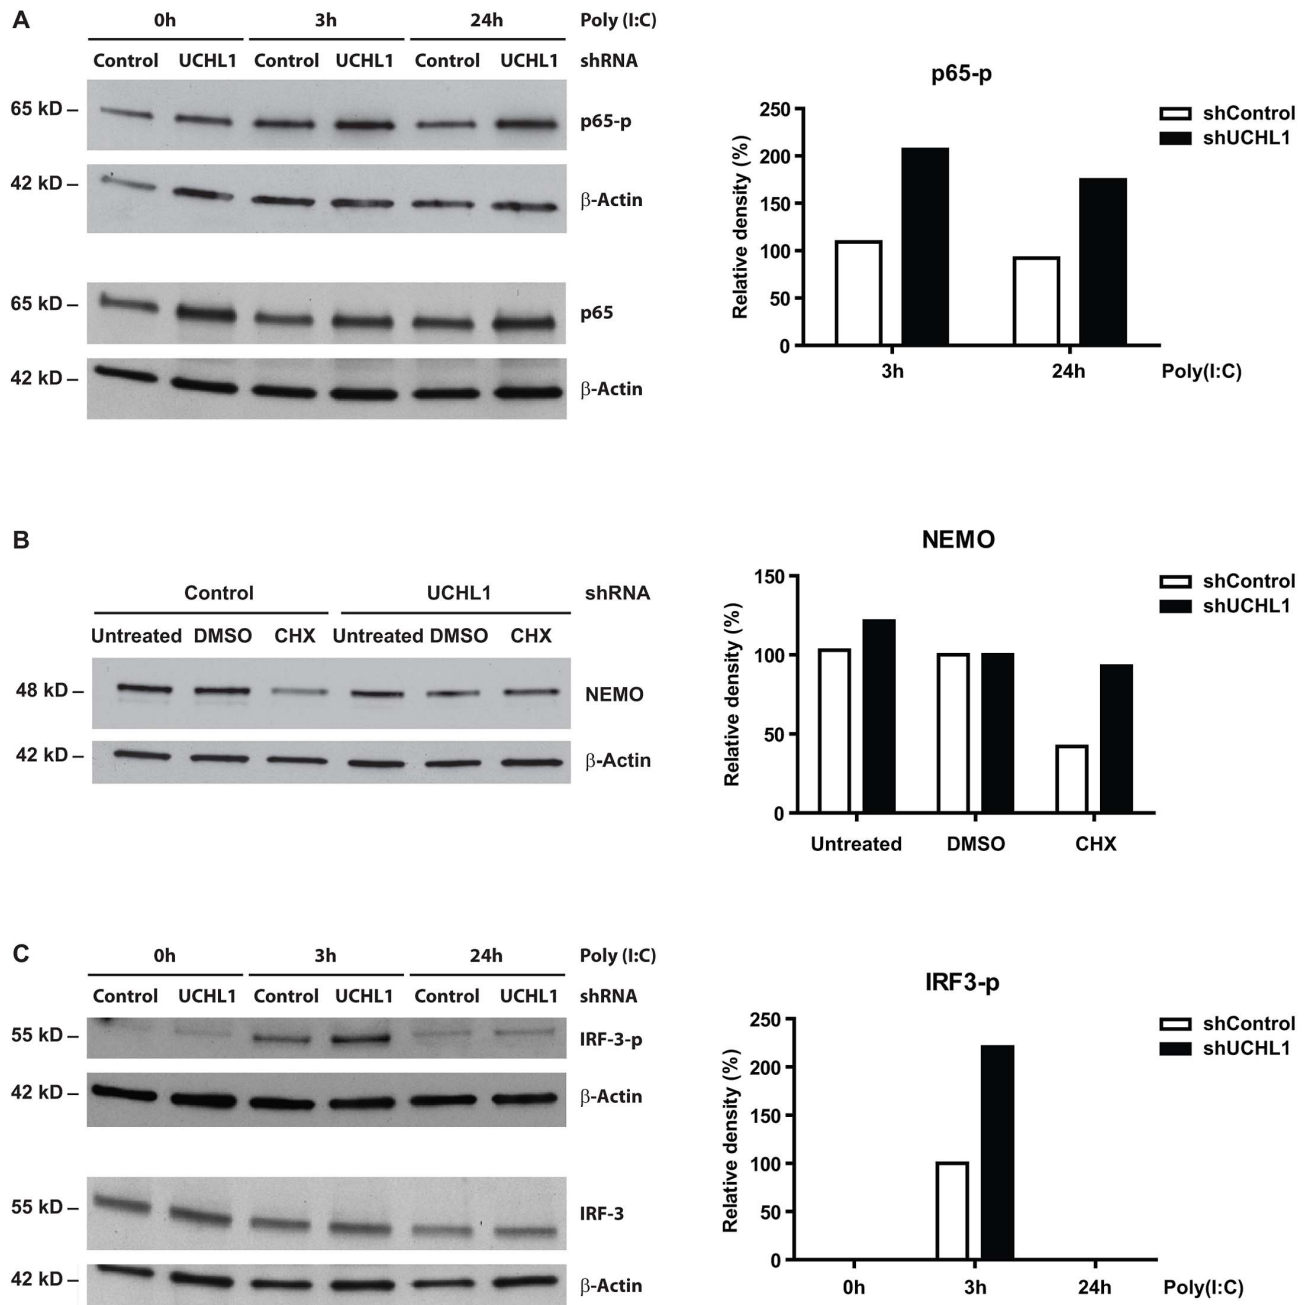 A
0h 3h 24h Poly (I:C)
Control UCHL1 Control UCHL1 Control UCHL1 shRNA
65 kD p65-p
42 kD β-Actin
65 kD p65
42 kD β-Actin
p65-p
250
200
150
100
50
0
Relative density (%)
3h 24h Poly(I:C)
shControl
shUCHL1
B
Control UCHL1 shRNA
Untreated DMSO CHX Untreated DMSO CHX
48 kD NEMO
42 kD β-Actin
NEMO
150
100
50
0
Relative density (%)
Untreated DMSO CHX
shControl
shUCHL1
C
0h 3h 24h Poly (I:C)
Control UCHL1 Control UCHL1 Control UCHL1 shRNA
55 kD IRF-3-p
42 kD β-Actin
55 kD IRF-3
42 kD β-Actin
IRF3-p
250
200
150
100
50
0
Relative density (%)
0h 3h 24h Poly(I:C)
shControl
shUCHL1